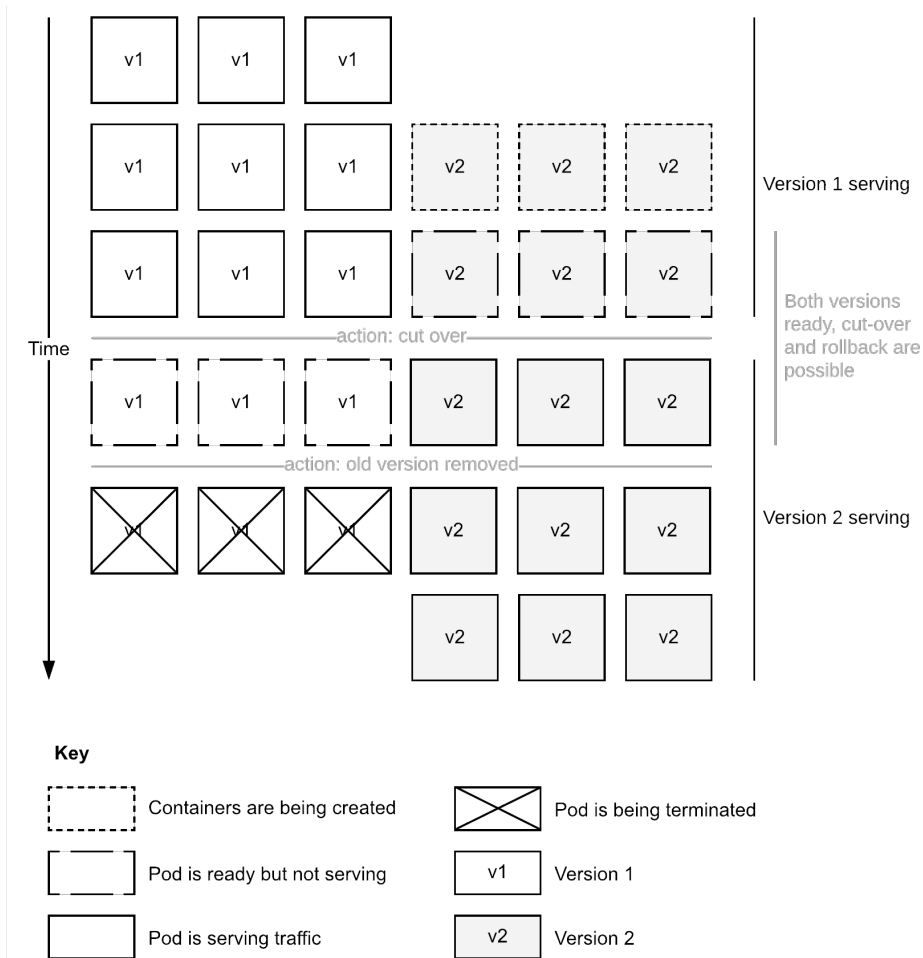 v1 v1 v1
v1 v1 v1 v2 v2 v2
Version 1 serving
v1 v1 v1 v2 v2 v2
Both versions
ready, cut-over
and rollback are
possible
action: cut over
Time
v1 v1 v1 v2 v2 v2
action: old version removed
v1 v1 v1 v2 v2 v2
Version 2 serving
v2 v2 v2
Key
Containers are being created
Pod is being terminated
Pod is ready but not serving
v1 Version 1
Pod is serving traffic
v2 Version 2